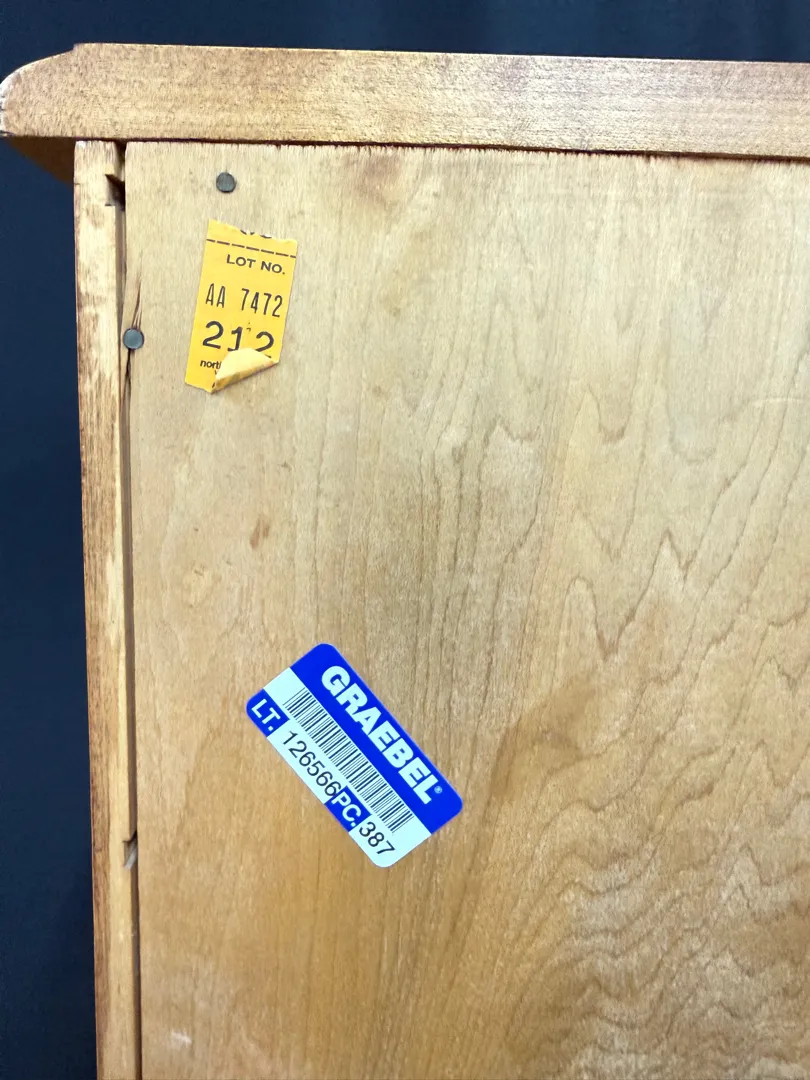 LOT NO.
AA 7472
212
GRAEBEL®
LT. 126566 PC. 387